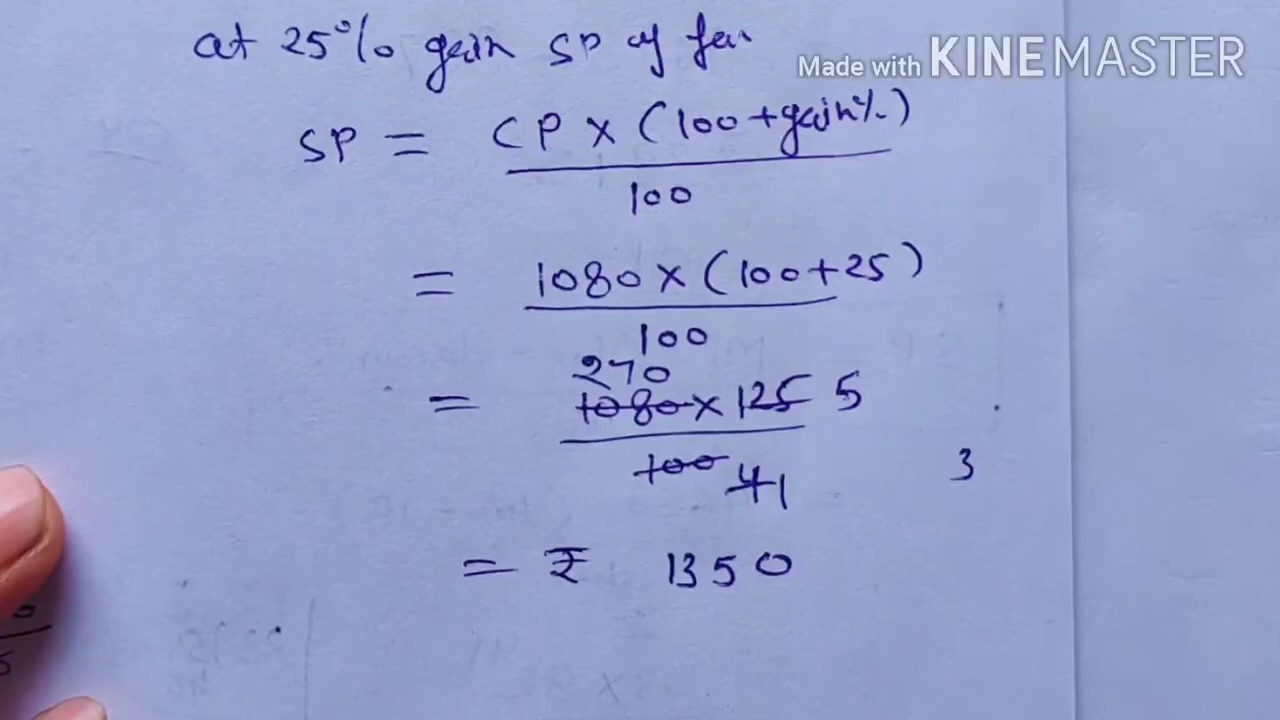 at 25% gain SP of fan
Made with KINEMASTER
SP = CP × (100 + gain%)
100
= 1080 × (100 + 25)
100
270
= 1080 × 125 5
100 4 1
3
= ₹ 1350